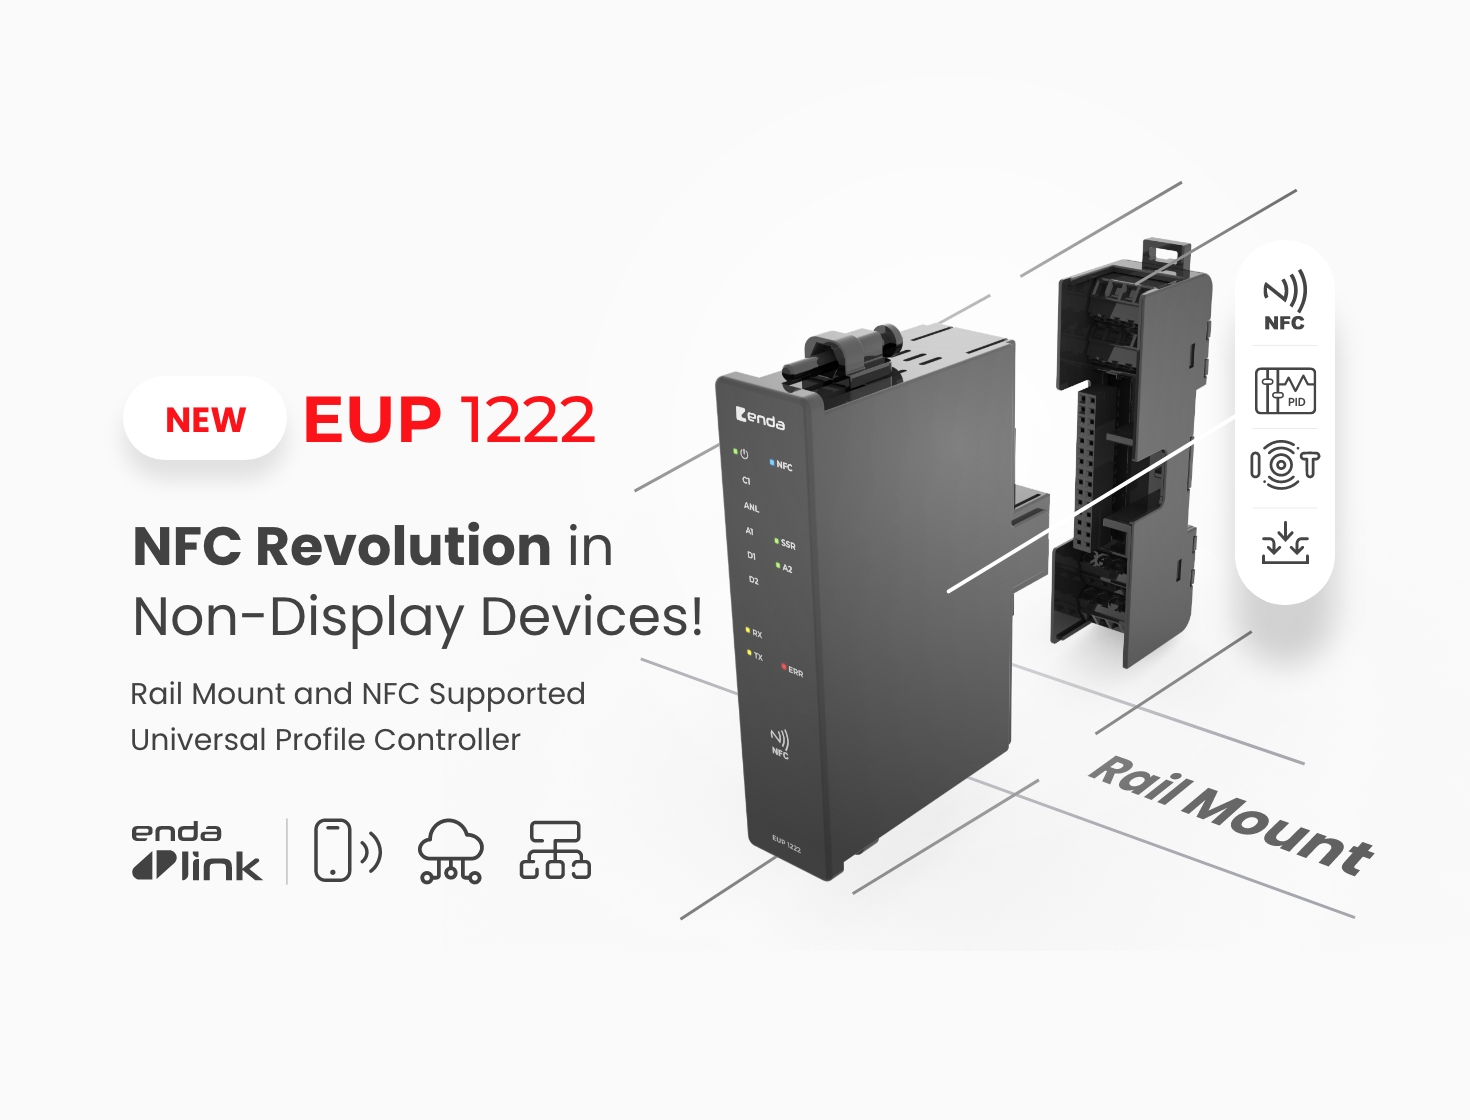 NEW
EUP 1222
NFC Revolution in
Non-Display Devices!
Rail Mount and NFC Supported
Universal Profile Controller
enda
link
enda
NFC
C1
ANL
A1
SSR
D1
A2
D2
RX
TX
ERR
NFC
EUP 1222
NFC
PID
IOT
Rail Mount